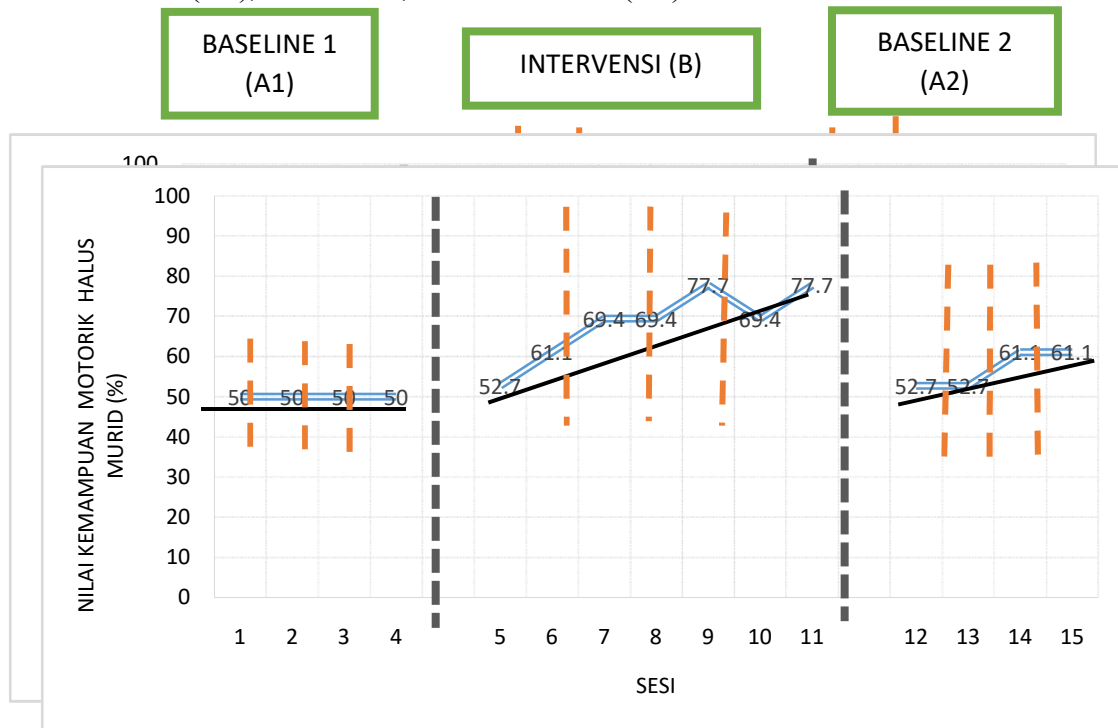 BASELINE 1
(A1)
INTERVENSI (B)
BASELINE 2
(A2)
100
100
90
80
70
60
50
40
30
20
10
0
NILAI KEMAMPUAN MOTORIK HALUS
MURID (%)
50 50 50 50
52.7 61.1 69.4 69.4 77.7 69.4 77.7
52.7 52.7 61.1 61.1
1 2 3 4 5 6 7 8 9 10 11 12 13 14 15
SESI